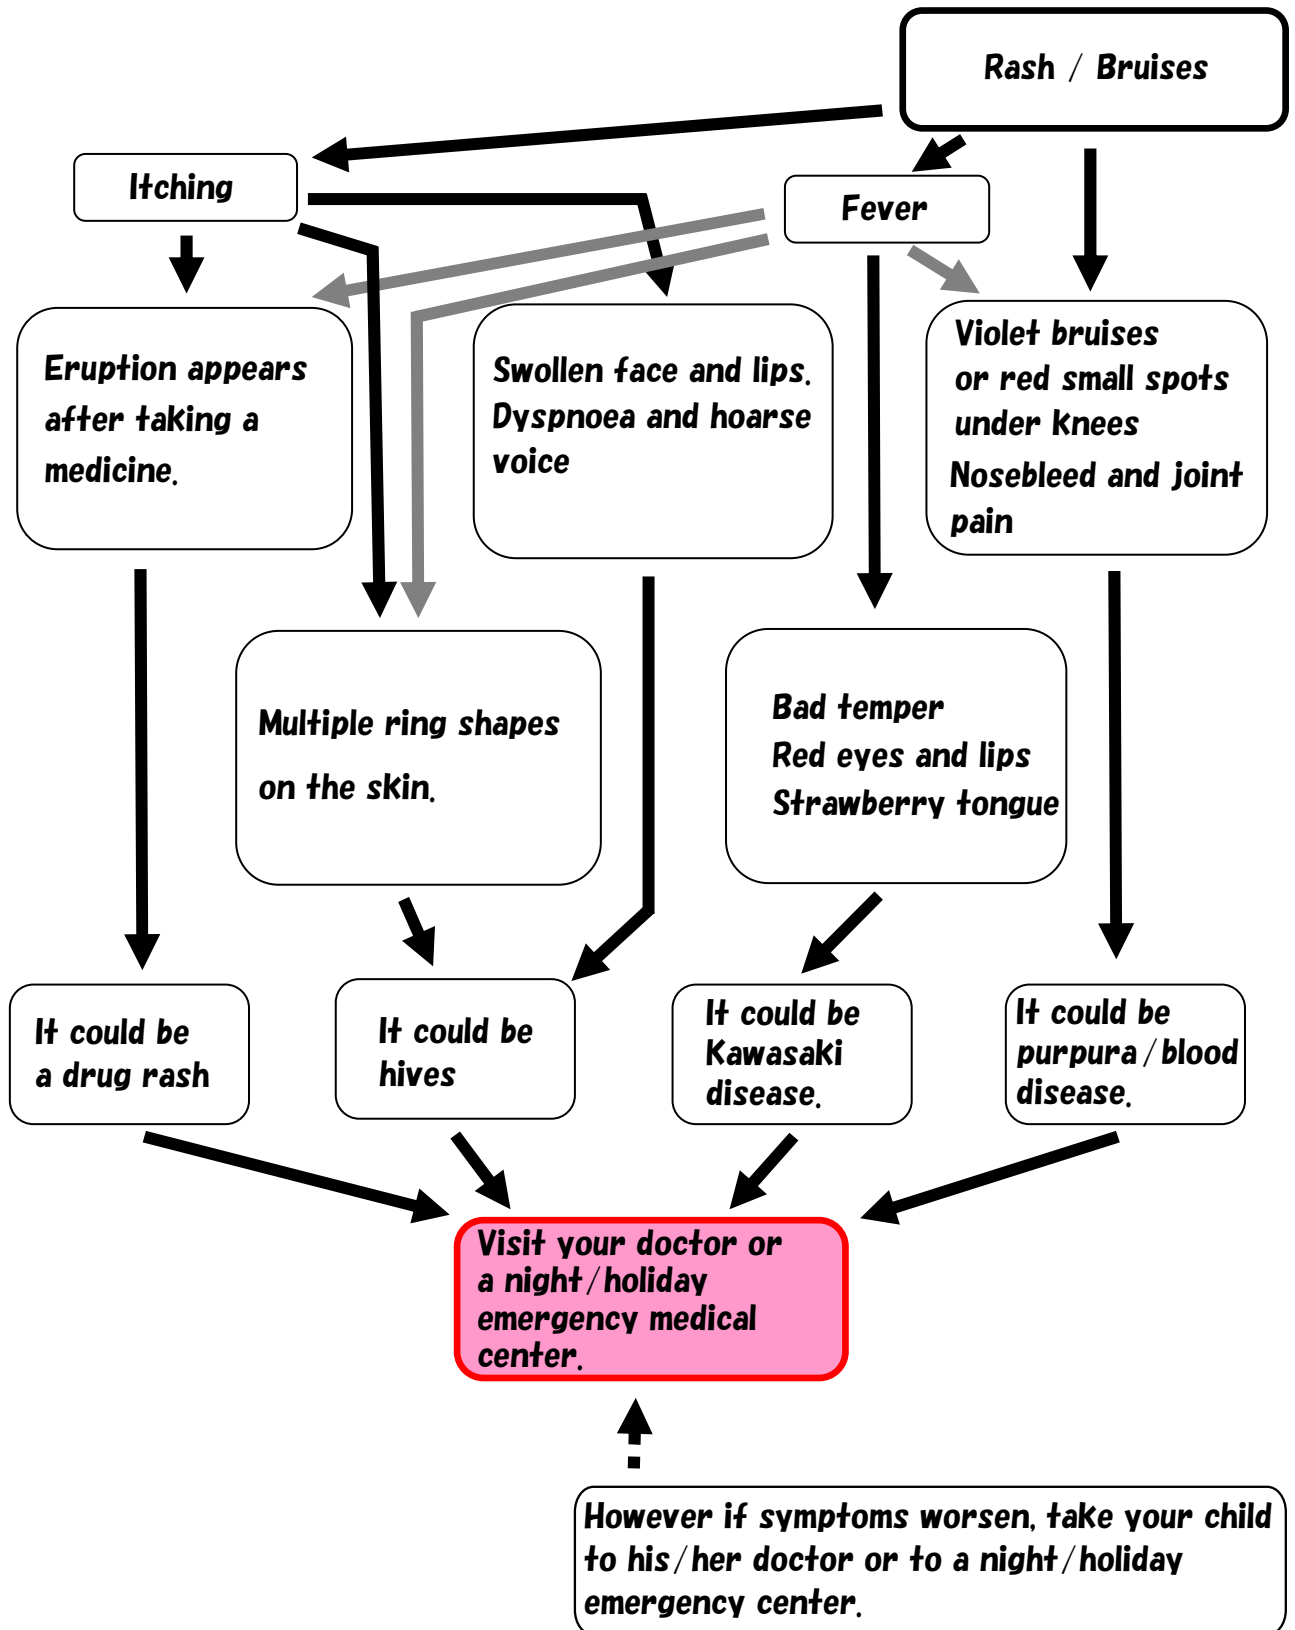 Rash / Bruises
Itching
Fever
Eruption appears
after taking a
medicine.
Swollen face and lips.
Dyspnoea and hoarse
voice
Violet bruises
or red small spots
under knees
Nosebleed and joint
pain
Multiple ring shapes
on the skin.
Bad temper
Red eyes and lips
Strawberry tongue
It could be
a drug rash
It could be
hives
It could be
Kawasaki
disease.
It could be
purpura/blood
disease.
Visit your doctor or
a night/holiday
emergency medical
center.
However if symptoms worsen, take your child
to his/her doctor or to a night/holiday
emergency center.